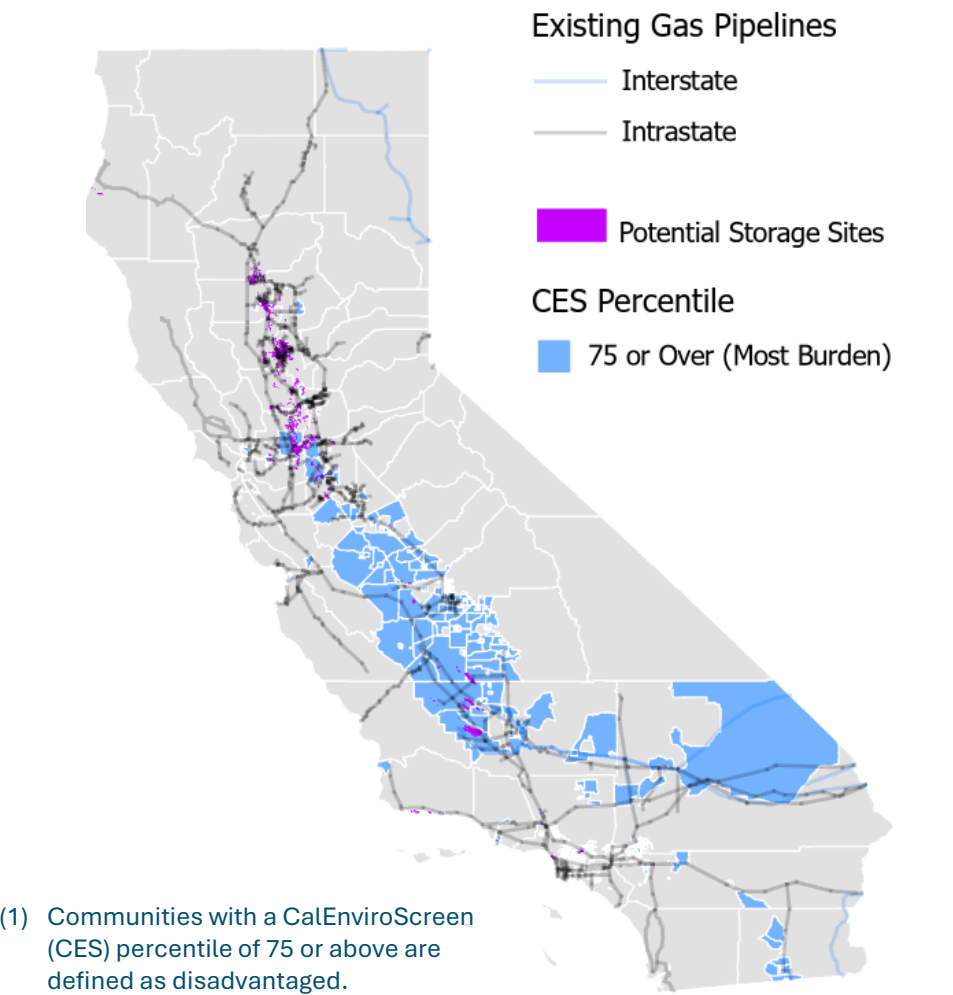 Existing Gas Pipelines
Interstate
Intrastate
Potential Storage Sites
CES Percentile
75 or Over (Most Burden)
(1) Communities with a CalEnviroScreen
(CES) percentile of 75 or above are
defined as disadvantaged.